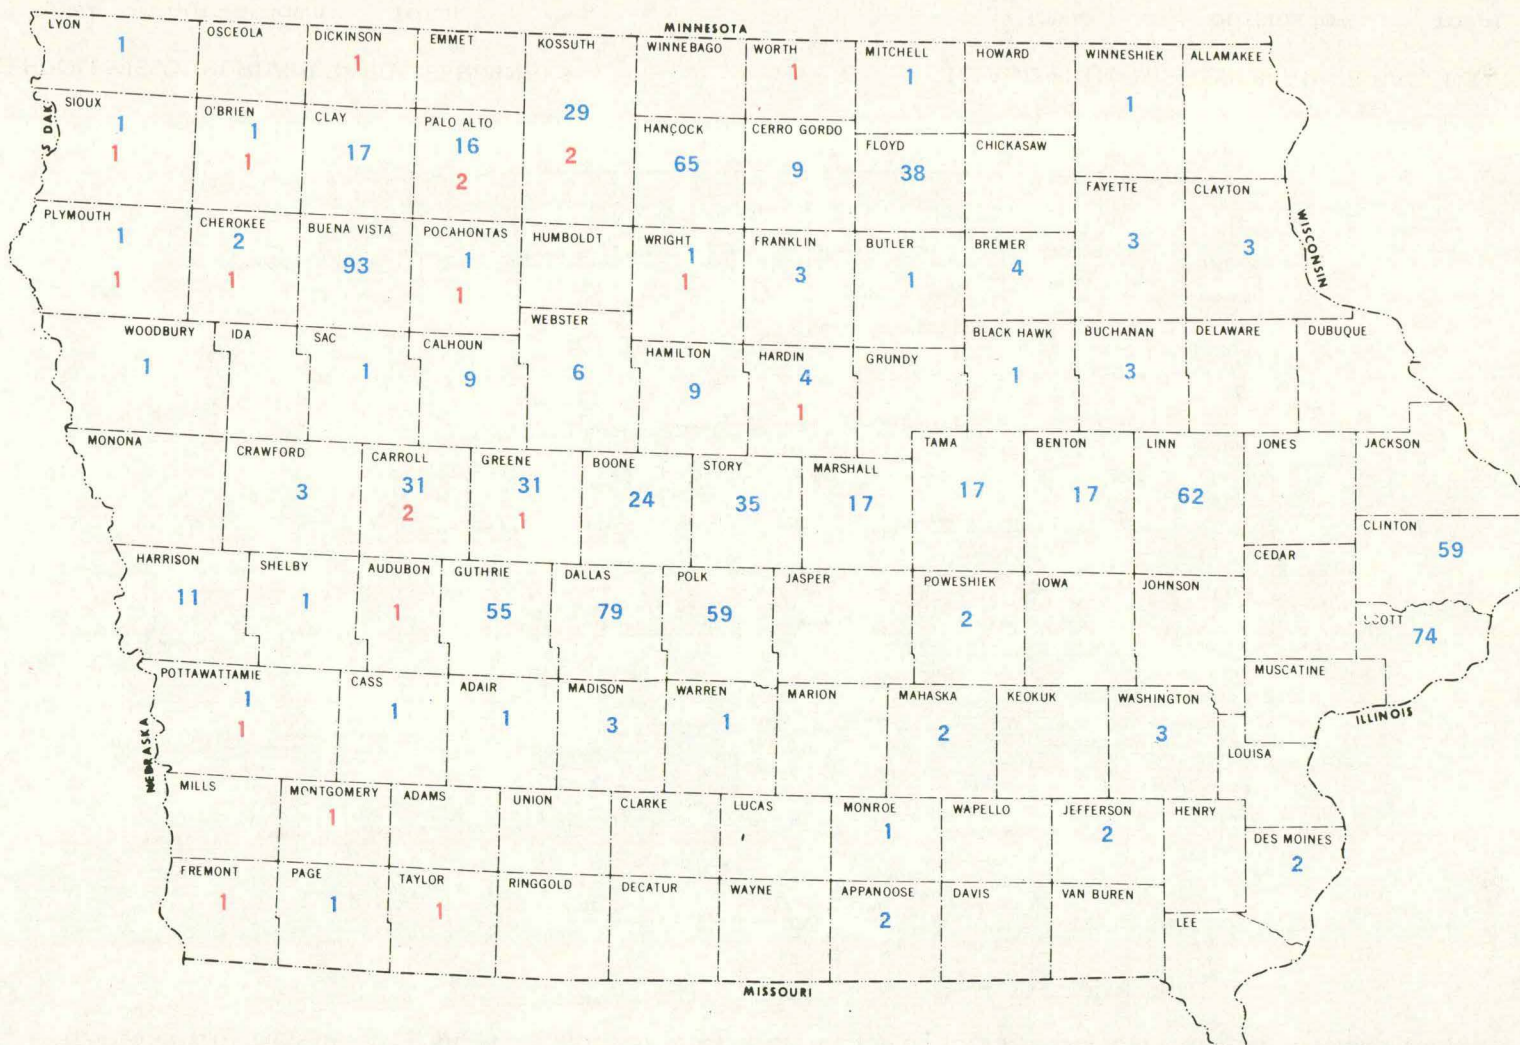 MINNESOTA
LYON
1
OSCEOLA
DICKINSON
1
EMMET
KOSSUTH
29
2
WINNEBAGO
WORTH
1
MITCHELL
1
HOWARD
WINNESHIEK
1
ALLAMAKEE
S DAK
SIOUX
1
1
O'BRIEN
1
1
CLAY
17
PALO ALTO
16
2
HANCOCK
65
CERRO GORDO
9
FLOYD
38
CHICKASAW
FAYETTE
3
CLAYTON
3
WISCONSIN
PLYMOUTH
1
1
CHEROKEE
2
1
BUENA VISTA
93
POCAHONTAS
1
1
HUMBOLDT
WRIGHT
1
1
FRANKLIN
3
BUTLER
1
BREMER
4
WOODBURY
1
IDA
SAC
1
CALHOUN
9
WEBSTER
6
HAMILTON
9
HARDIN
4
1
GRUNDY
BLACK HAWK
1
BUCHANAN
3
DELAWARE
DUBUQUE
MONONA
CRAWFORD
3
CARROLL
31
2
GREENE
31
1
BOONE
24
STORY
35
MARSHALL
17
TAMA
17
BENTON
17
LINN
62
JONES
JACKSON
CLINTON
59
HARRISON
11
SHELBY
1
AUDUBON
1
GUTHRIE
55
DALLAS
79
POLK
59
JASPER
POWESHIEK
2
IOWA
JOHNSON
CEDAR
SCOTT
74
MUSCATINE
ILLINOIS
NEBRASKA
POTTAWATTAMIE
1
1
CASS
1
ADAIR
1
MADISON
3
WARREN
1
MARION
MAHASKA
2
KEOKUK
WASHINGTON
3
LOUISA
MILLS
MONTGOMERY
1
ADAMS
UNION
CLARKE
LUCAS
MONROE
1
WAPELLO
JEFFERSON
2
HENRY
DES MOINES
2
FREMONT
1
PAGE
1
TAYLOR
1
RINGGOLD
DECATUR
WAYNE
APPANOOSE
2
DAVIS
VAN BUREN
LEE
MISSOURI